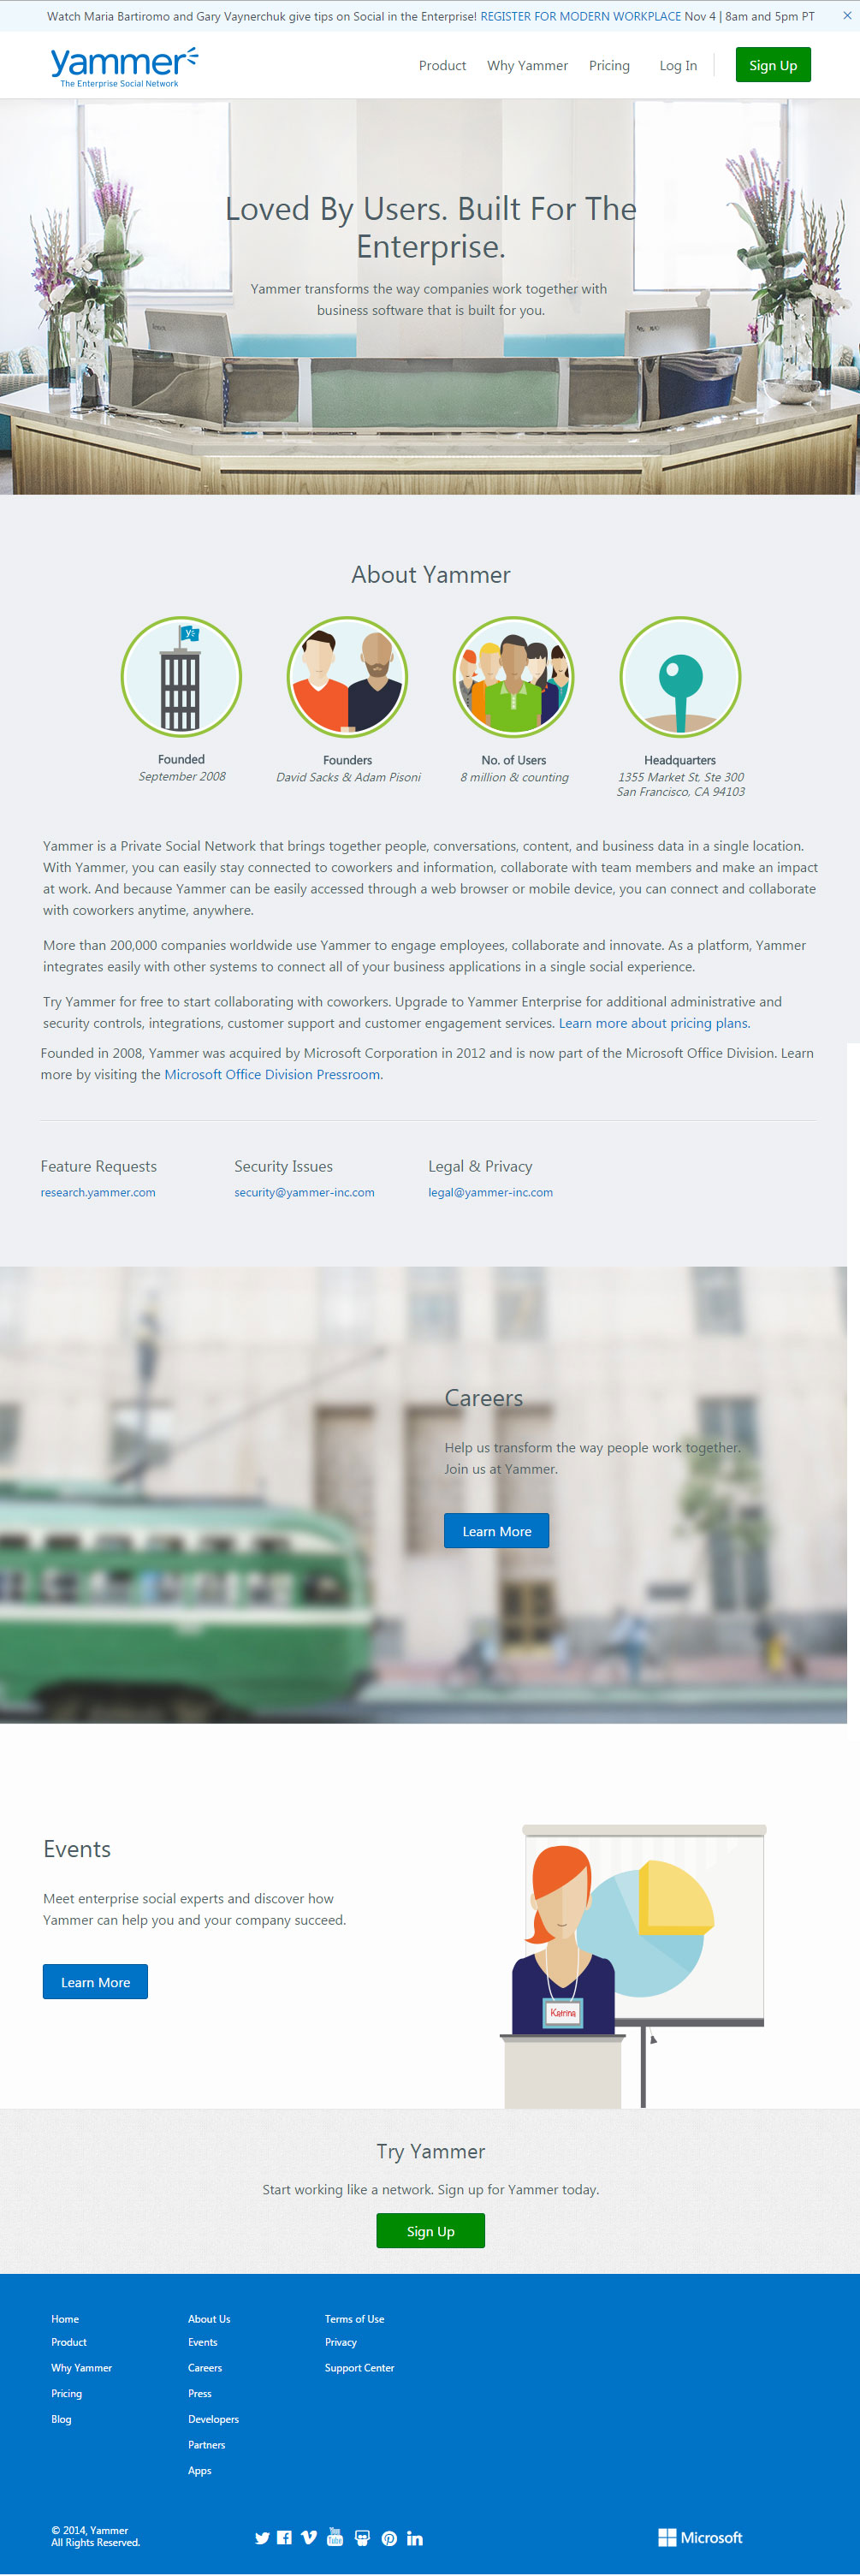 Watch Maria Bartiromo and Gary Vaynerchuk give tips on Social in the Enterprise! REGISTER FOR MODERN WORKPLACE Nov 4 | 8am and 5pm PT
yammer
The Enterprise Social Network
Product Why Yammer Pricing Log In Sign Up
Loved By Users. Built For The
Enterprise.
Yammer transforms the way companies work together with
business software that is built for you.
About Yammer
Founded
September 2008
Founders
David Sacks & Adam Pisoni
No. of Users
8 million & counting
Headquarters
1355 Market St, Ste 300
San Francisco, CA 94103
Yammer is a Private Social Network that brings together people, conversations, content, and business data in a single location.
With Yammer, you can easily stay connected to coworkers and information, collaborate with team members and make an impact
at work. And because Yammer can be easily accessed through a web browser or mobile device, you can connect and collaborate
with coworkers anytime, anywhere.
More than 200,000 companies worldwide use Yammer to engage employees, collaborate and innovate. As a platform, Yammer
integrates easily with other systems to connect all of your business applications in a single social experience.
Try Yammer for free to start collaborating with coworkers. Upgrade to Yammer Enterprise for additional administrative and
security controls, integrations, customer support and customer engagement services. Learn more about pricing plans.
Founded in 2008, Yammer was acquired by Microsoft Corporation in 2012 and is now part of the Microsoft Office Division. Learn
more by visiting the Microsoft Office Division Pressroom.
Feature Requests
research.yammer.com
Security Issues
security@yammer-inc.com
Legal & Privacy
legal@yammer-inc.com
Careers
Help us transform the way people work together.
Join us at Yammer.
Learn More
Events
Meet enterprise social experts and discover how
Yammer can help you and your company succeed.
Learn More
Katrina
Try Yammer
Start working like a network. Sign up for Yammer today.
Sign Up
Home
Product
Why Yammer
Pricing
Blog
About Us
Events
Careers
Press
Developers
Partners
Apps
Terms of Use
Privacy
Support Center
© 2014, Yammer
All Rights Reserved.
You Tube
Microsoft